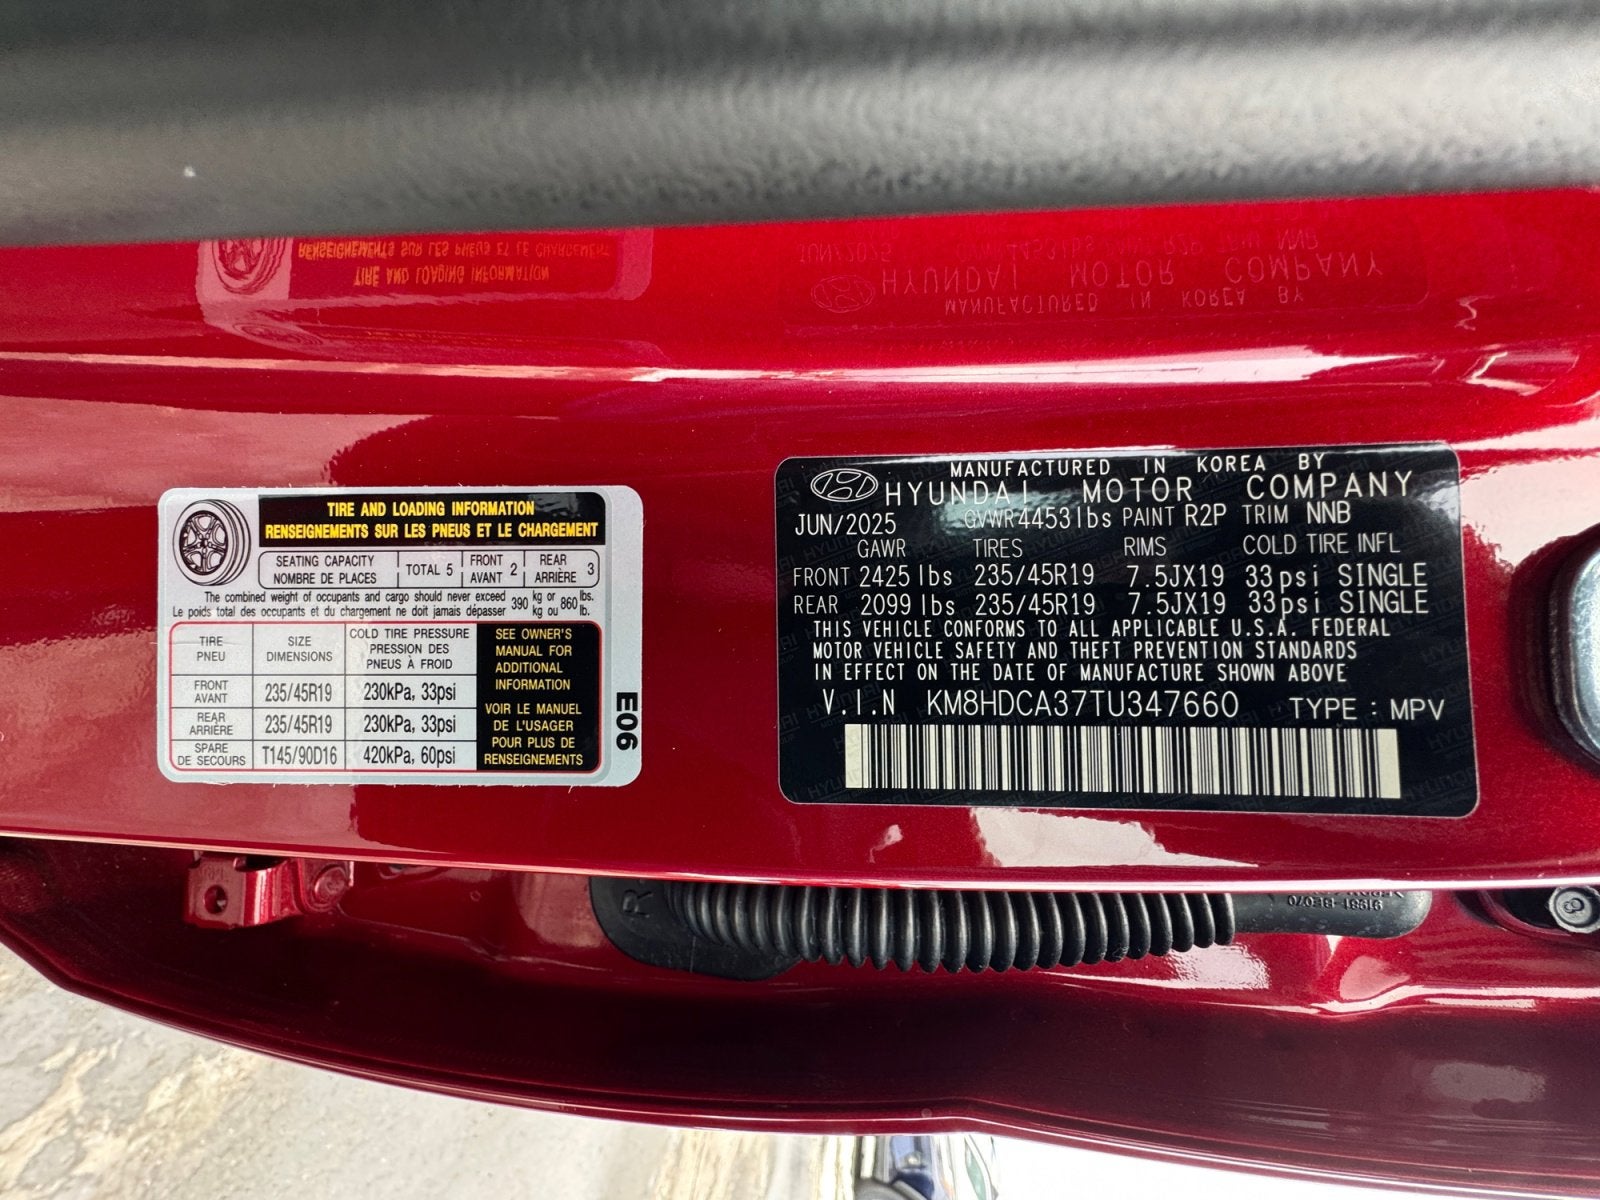 TIRE AND LOADING INFORMATION
RENSEIGNEMENTS SUR LES PNEUS ET LE CHARGEMENT
SEATING CAPACITY
NOMBRE DE PLACES
TOTAL 5
FRONT
AVANT 2
REAR
ARRIÈRE 3
The combined weight of occupants and cargo should never exceed 390 kg or 860 lbs.
Le poids total des occupants et du chargement ne doit jamais dépasser kg ou lb.
TIRE
PNEU
SIZE
DIMENSIONS
COLD TIRE PRESSURE
PRESSION DES
PNEUS À FROID
FRONT
AVANT
235/45R19
230kPa, 33psi
REAR
ARRIÈRE
235/45R19
230kPa, 33psi
SPARE
DE SECOURS
T145/90D16
420kPa, 60psi
SEE OWNER'S
MANUAL FOR
ADDITIONAL
INFORMATION
VOIR LE MANUEL
DE L'USAGER
POUR PLUS DE
RENSEIGNEMENTS
E06
MANUFACTURED IN KOREA BY
HYUNDAI MOTOR COMPANY
JUN/2025 GVWR 4453lbs PAINT R2P TRIM NNB
GAWR TIRES RIMS COLD TIRE INFL
FRONT 2425 lbs 235/45R19 7.5JX19 33psi SINGLE
REAR 2099 lbs 235/45R19 7.5JX19 33psi SINGLE
THIS VEHICLE CONFORMS TO ALL APPLICABLE U.S.A. FEDERAL
MOTOR VEHICLE SAFETY AND THEFT PREVENTION STANDARDS
IN EFFECT ON THE DATE OF MANUFACTURE SHOWN ABOVE
V.I.N KM8HDCA37TU347660 TYPE : MPV
R
91981-BE070
8